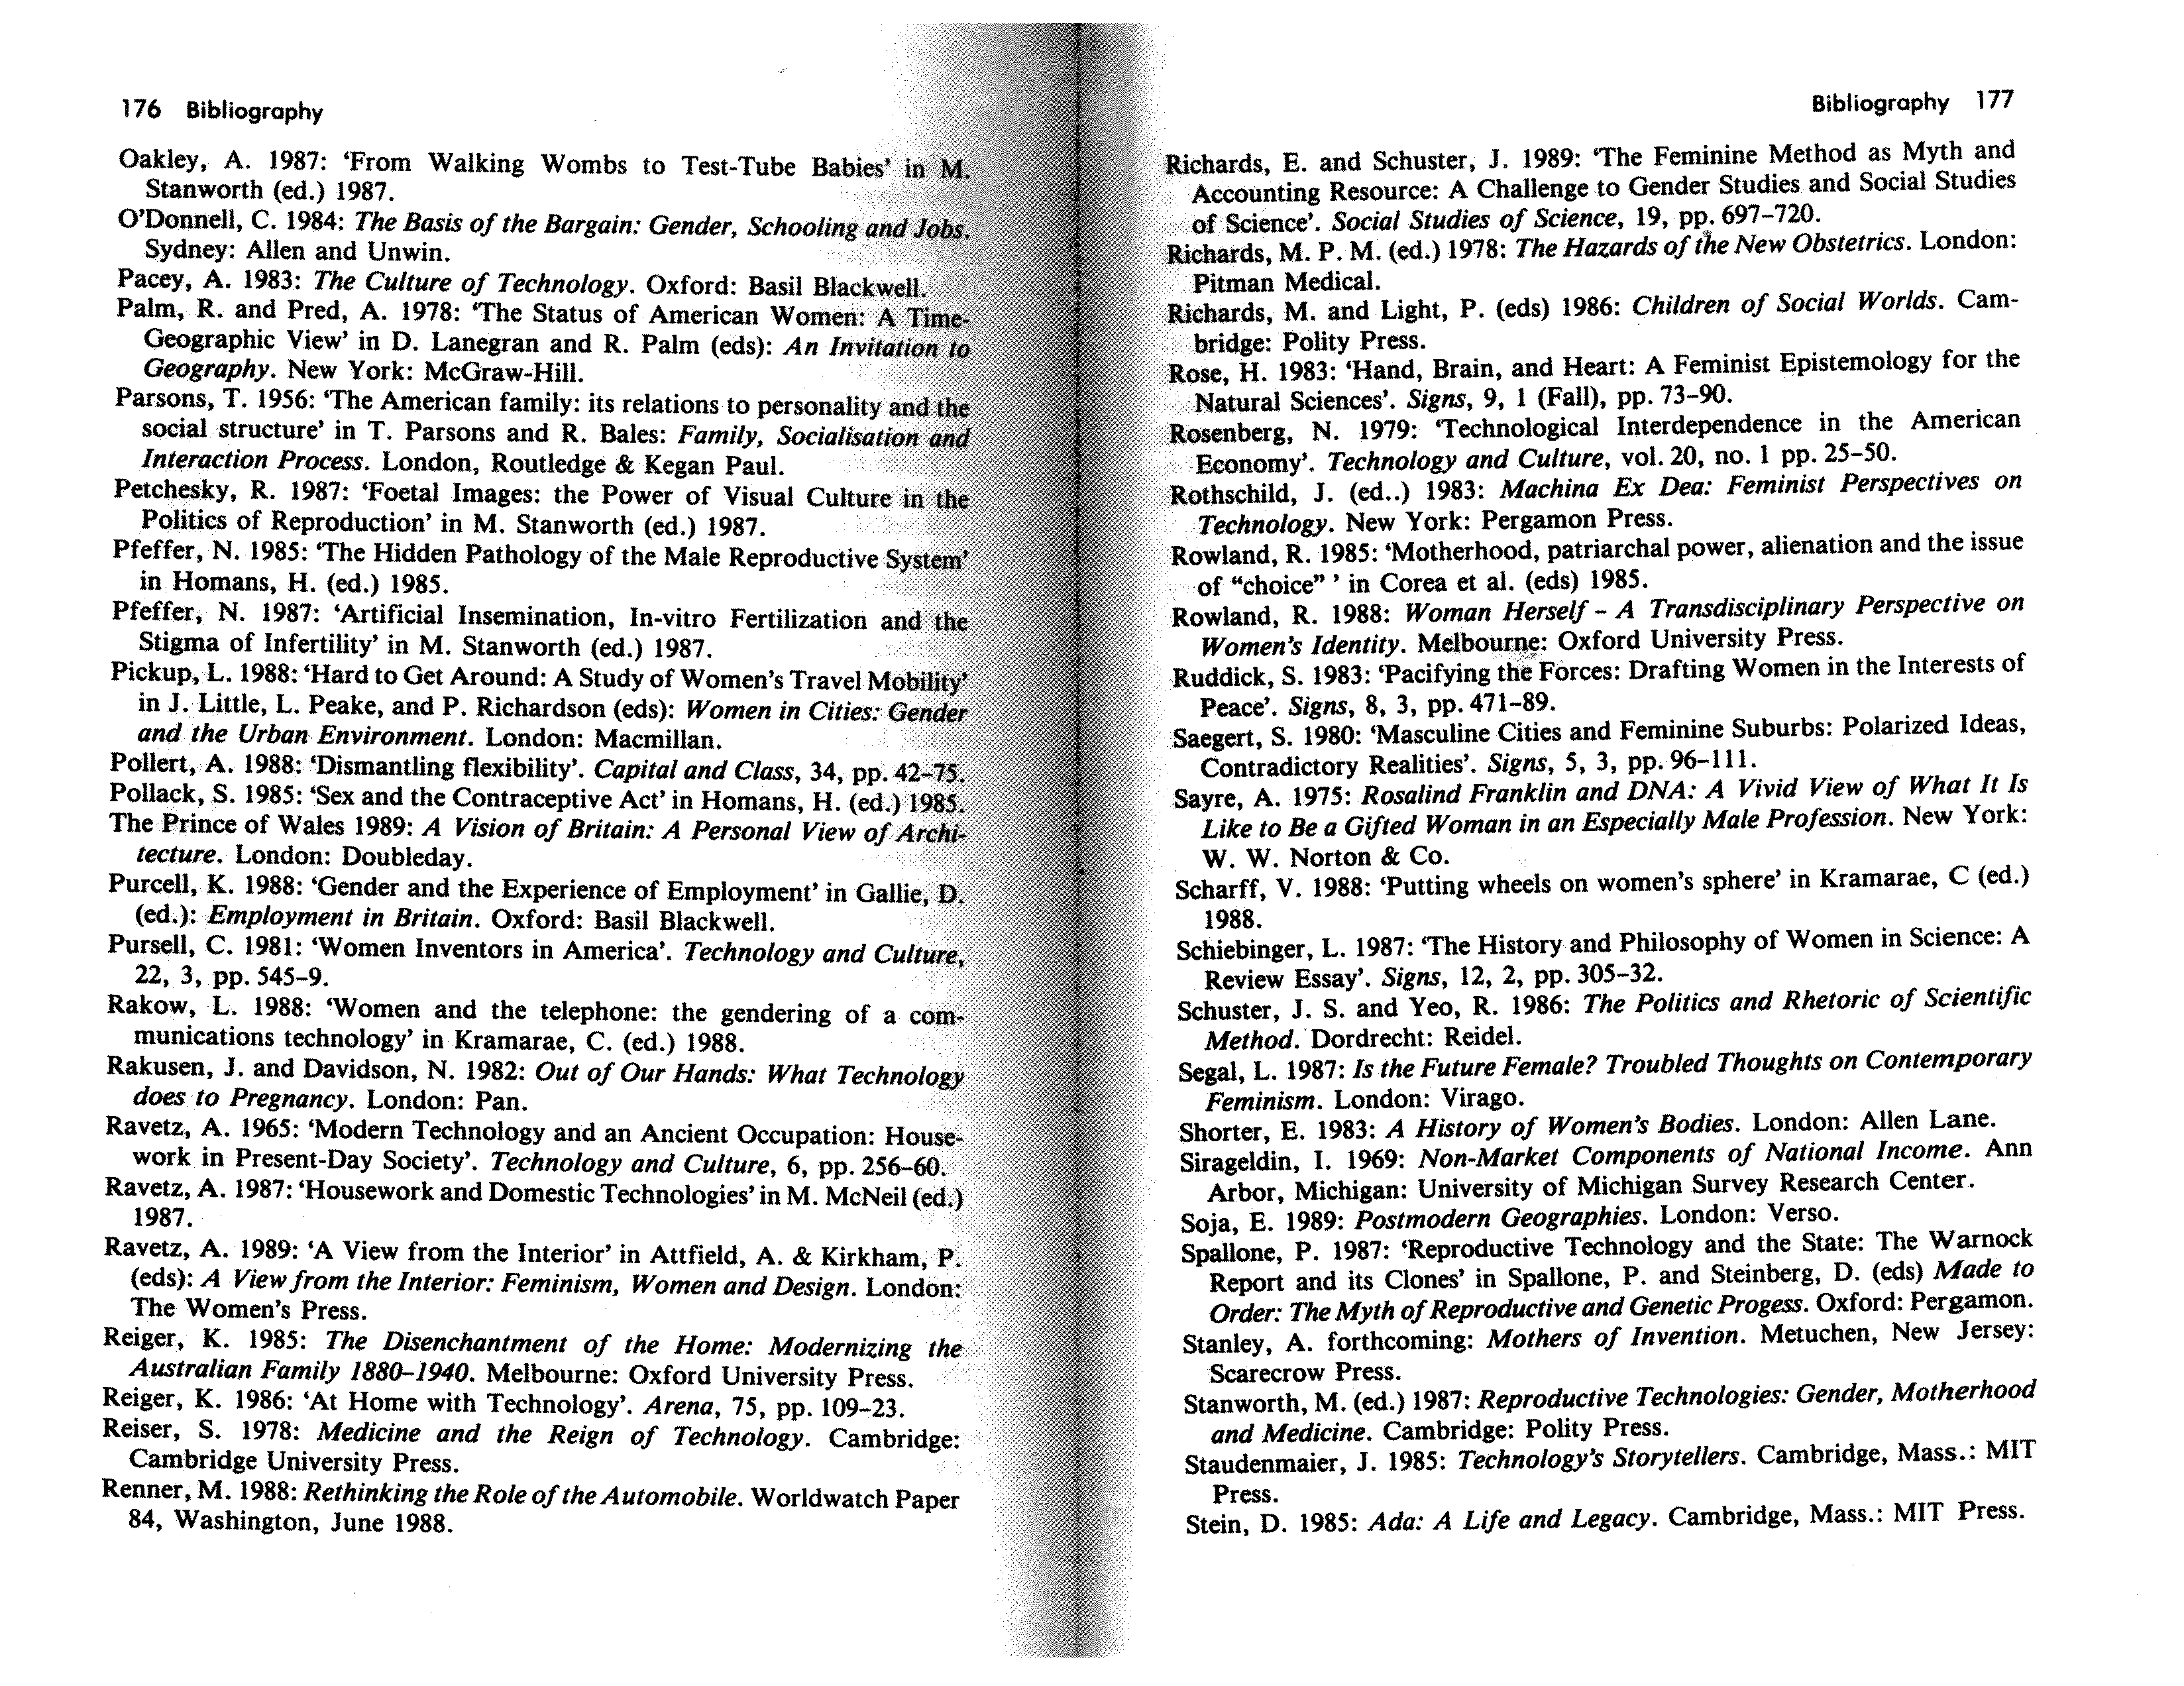 176 Bibliography
Oakley, A. 1987: ‘From Walking Wombs to Test-Tube Babies’ in M.
Stanworth (ed.) 1987.
O’Donnell, C. 1984: The Basis of the Bargain: Gender, Schooling and Jobs.
Sydney: Allen and Unwin.
Pacey, A. 1983: The Culture of Technology. Oxford: Basil Blackwell.
Palm, R. and Pred, A. 1978: ‘The Status of American Women: A Time-
Geographic View’ in D. Lanegran and R. Palm (eds): An Invitation to
Geography. New York: McGraw-Hill.
Parsons, T. 1956: ‘The American family: its relations to personality and the
social structure’ in T. Parsons and R. Bales: Family, Socialisation and
Interaction Process. London, Routledge & Kegan Paul.
Petchesky, R. 1987: ‘Foetal Images: the Power of Visual Culture in the
Politics of Reproduction’ in M. Stanworth (ed.) 1987.
Pfeffer, N. 1985: ‘The Hidden Pathology of the Male Reproductive System’
in Homans, H. (ed.) 1985.
Pfeffer, N. 1987: ‘Artificial Insemination, In-vitro Fertilization and the
Stigma of Infertility’ in M. Stanworth (ed.) 1987.
Pickup, L. 1988: ‘Hard to Get Around: A Study of Women’s Travel Mobility’
in J. Little, L. Peake, and P. Richardson (eds): Women in Cities: Gender
and the Urban Environment. London: Macmillan.
Pollert, A. 1988: ‘Dismantling flexibility’. Capital and Class, 34, pp. 42–75.
Pollack, S. 1985: ‘Sex and the Contraceptive Act’ in Homans, H. (ed.) 1985.
The Prince of Wales 1989: A Vision of Britain: A Personal View of Archi-
tecture. London: Doubleday.
Purcell, K. 1988: ‘Gender and the Experience of Employment’ in Gallie, D.
(ed.): Employment in Britain. Oxford: Basil Blackwell.
Pursell, C. 1981: ‘Women Inventors in America’. Technology and Culture,
22, 3, pp. 545–9.
Rakow, L. 1988: ‘Women and the telephone: the gendering of a com-
munications technology’ in Kramarae, C. (ed.) 1988.
Rakusen, J. and Davidson, N. 1982: Out of Our Hands: What Technology
does to Pregnancy. London: Pan.
Ravetz, A. 1965: ‘Modern Technology and an Ancient Occupation: House-
work in Present-Day Society’. Technology and Culture, 6, pp. 256–60.
Ravetz, A. 1987: ‘Housework and Domestic Technologies’ in M. McNeil (ed.)
1987.
Ravetz, A. 1989: ‘A View from the Interior’ in Attfield, A. & Kirkham, P.
(eds): A View from the Interior: Feminism, Women and Design. London:
The Women’s Press.
Reiger, K. 1985: The Disenchantment of the Home: Modernizing the
Australian Family 1880–1940. Melbourne: Oxford University Press.
Reiger, K. 1986: ‘At Home with Technology’. Arena, 75, pp. 109–23.
Reiser, S. 1978: Medicine and the Reign of Technology. Cambridge:
Cambridge University Press.
Renner, M. 1988: Rethinking the Role of the Automobile. Worldwatch Paper
84, Washington, June 1988.
Bibliography 177
Richards, E. and Schuster, J. 1989: ‘The Feminine Method as Myth and
Accounting Resource: A Challenge to Gender Studies and Social Studies
of Science’. Social Studies of Science, 19, pp. 697–720.
Richards, M. P. M. (ed.) 1978: The Hazards of the New Obstetrics. London:
Pitman Medical.
Richards, M. and Light, P. (eds) 1986: Children of Social Worlds. Cam-
bridge: Polity Press.
Rose, H. 1983: ‘Hand, Brain, and Heart: A Feminist Epistemology for the
Natural Sciences’. Signs, 9, 1 (Fall), pp. 73–90.
Rosenberg, N. 1979: ‘Technological Interdependence in the American
Economy’. Technology and Culture, vol. 20, no. 1 pp. 25–50.
Rothschild, J. (ed..) 1983: Machina Ex Dea: Feminist Perspectives on
Technology. New York: Pergamon Press.
Rowland, R. 1985: ‘Motherhood, patriarchal power, alienation and the issue
of “choice” ’ in Corea et al. (eds) 1985.
Rowland, R. 1988: Woman Herself – A Transdisciplinary Perspective on
Women’s Identity. Melbourne: Oxford University Press.
Ruddick, S. 1983: ‘Pacifying the Forces: Drafting Women in the Interests of
Peace’. Signs, 8, 3, pp. 471–89.
Saegert, S. 1980: ‘Masculine Cities and Feminine Suburbs: Polarized Ideas,
Contradictory Realities’. Signs, 5, 3, pp. 96–111.
Sayre, A. 1975: Rosalind Franklin and DNA: A Vivid View of What It Is
Like to Be a Gifted Woman in an Especially Male Profession. New York:
W. W. Norton & Co.
Scharff, V. 1988: ‘Putting wheels on women’s sphere’ in Kramarae, C (ed.)
1988.
Schiebinger, L. 1987: ‘The History and Philosophy of Women in Science: A
Review Essay’. Signs, 12, 2, pp. 305–32.
Schuster, J. S. and Yeo, R. 1986: The Politics and Rhetoric of Scientific
Method. Dordrecht: Reidel.
Segal, L. 1987: Is the Future Female? Troubled Thoughts on Contemporary
Feminism. London: Virago.
Shorter, E. 1983: A History of Women’s Bodies. London: Allen Lane.
Sirageldin, I. 1969: Non-Market Components of National Income. Ann
Arbor, Michigan: University of Michigan Survey Research Center.
Soja, E. 1989: Postmodern Geographies. London: Verso.
Spallone, P. 1987: ‘Reproductive Technology and the State: The Warnock
Report and its Clones’ in Spallone, P. and Steinberg, D. (eds) Made to
Order: The Myth of Reproductive and Genetic Progess. Oxford: Pergamon.
Stanley, A. forthcoming: Mothers of Invention. Metuchen, New Jersey:
Scarecrow Press.
Stanworth, M. (ed.) 1987: Reproductive Technologies: Gender, Motherhood
and Medicine. Cambridge: Polity Press.
Staudenmaier, J. 1985: Technology’s Storytellers. Cambridge, Mass.: MIT
Press.
Stein, D. 1985: Ada: A Life and Legacy. Cambridge, Mass.: MIT Press.